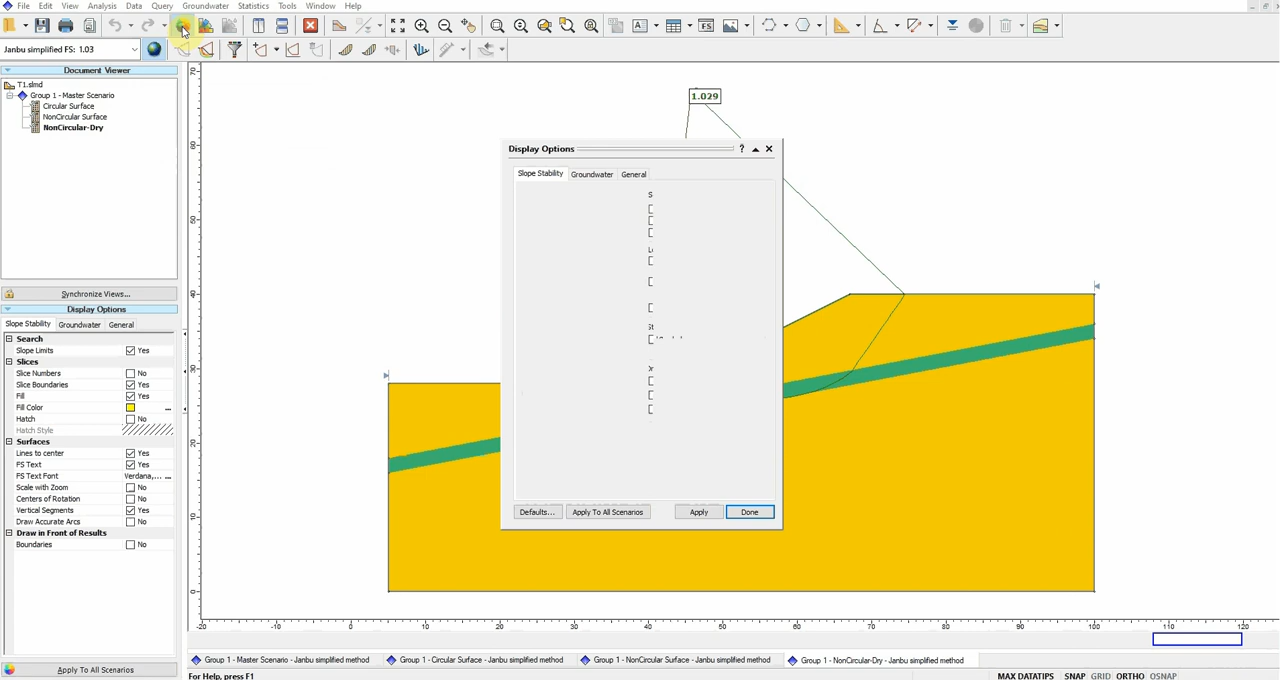 File Edit View Analysis Data Query Groundwater Statistics Tools Window Help
FS
Janbu simplified FS: 1.03
Document Viewer
T1.slmd
Group 1 - Master Scenario
Circular Surface
NonCircular Surface
NonCircular-Dry
Synchronize Views...
Display Options
Slope Stability Groundwater General
Search
Slope Limits Yes
Slices
Slice Numbers No
Slice Boundaries Yes
Fill Yes
Fill Color ...
Hatch No
Hatch Style
Surfaces
Lines to center Yes
FS Text Yes
FS Text Font Verdana,... ...
Scale with Zoom No
Centers of Rotation No
Vertical Segments Yes
Draw Accurate Arcs No
Draw in Front of Results
Boundaries No
Apply To All Scenarios
70
60
50
40
30
20
10
0
1.029
Display Options ?
Slope Stability Groundwater General
Defaults... Apply To All Scenarios Apply Done
-20 -10 0 10 20 30 40 50 60 70 80 90 100 110 120
Group 1 - Master Scenario - Janbu simplified method Group 1 - Circular Surface - Janbu simplified method Group 1 - NonCircular Surface - Janbu simplified method Group 1 - NonCircular-Dry - Janbu simplified method
For Help, press F1 MAX DATATIPS SNAP GRID ORTHO OSNAP